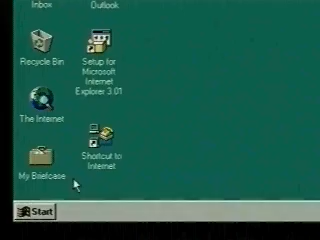 Inbox
Outlook
Recycle Bin
Setup for
Microsoft
Internet
Explorer 3.01
The Internet
Shortcut to
Internet
My Briefcase
Start